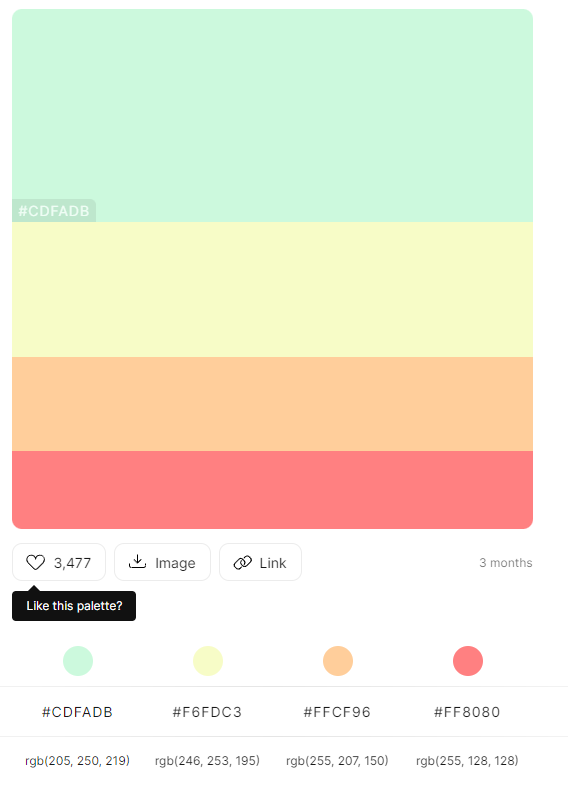 #CDFADB
3,477 Image Link 3 months
Like this palette?
#CDFADB #F6FDC3 #FFCF96 #FF8080
rgb(205, 250, 219) rgb(246, 253, 195) rgb(255, 207, 150) rgb(255, 128, 128)